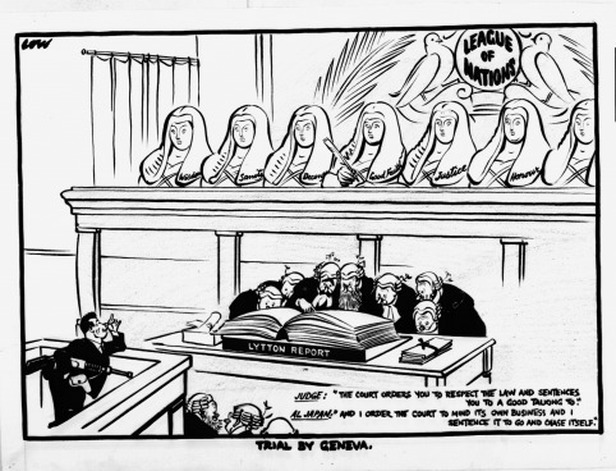 LOW
LEAGUE
OF
NATIONS
Wisdom
Sanity
Decency
Good Faith
Justice
Honour
LYTTON REPORT
JUDGE: "THE COURT ORDERS YOU TO RESPECT THE LAW AND SENTENCES
YOU TO A GOOD TALKING TO."
AL JAPAN: "AND I ORDER THE COURT TO MIND ITS OWN BUSINESS AND I
SENTENCE IT TO GO AND CHASE ITSELF."
TRIAL BY GENEVA.